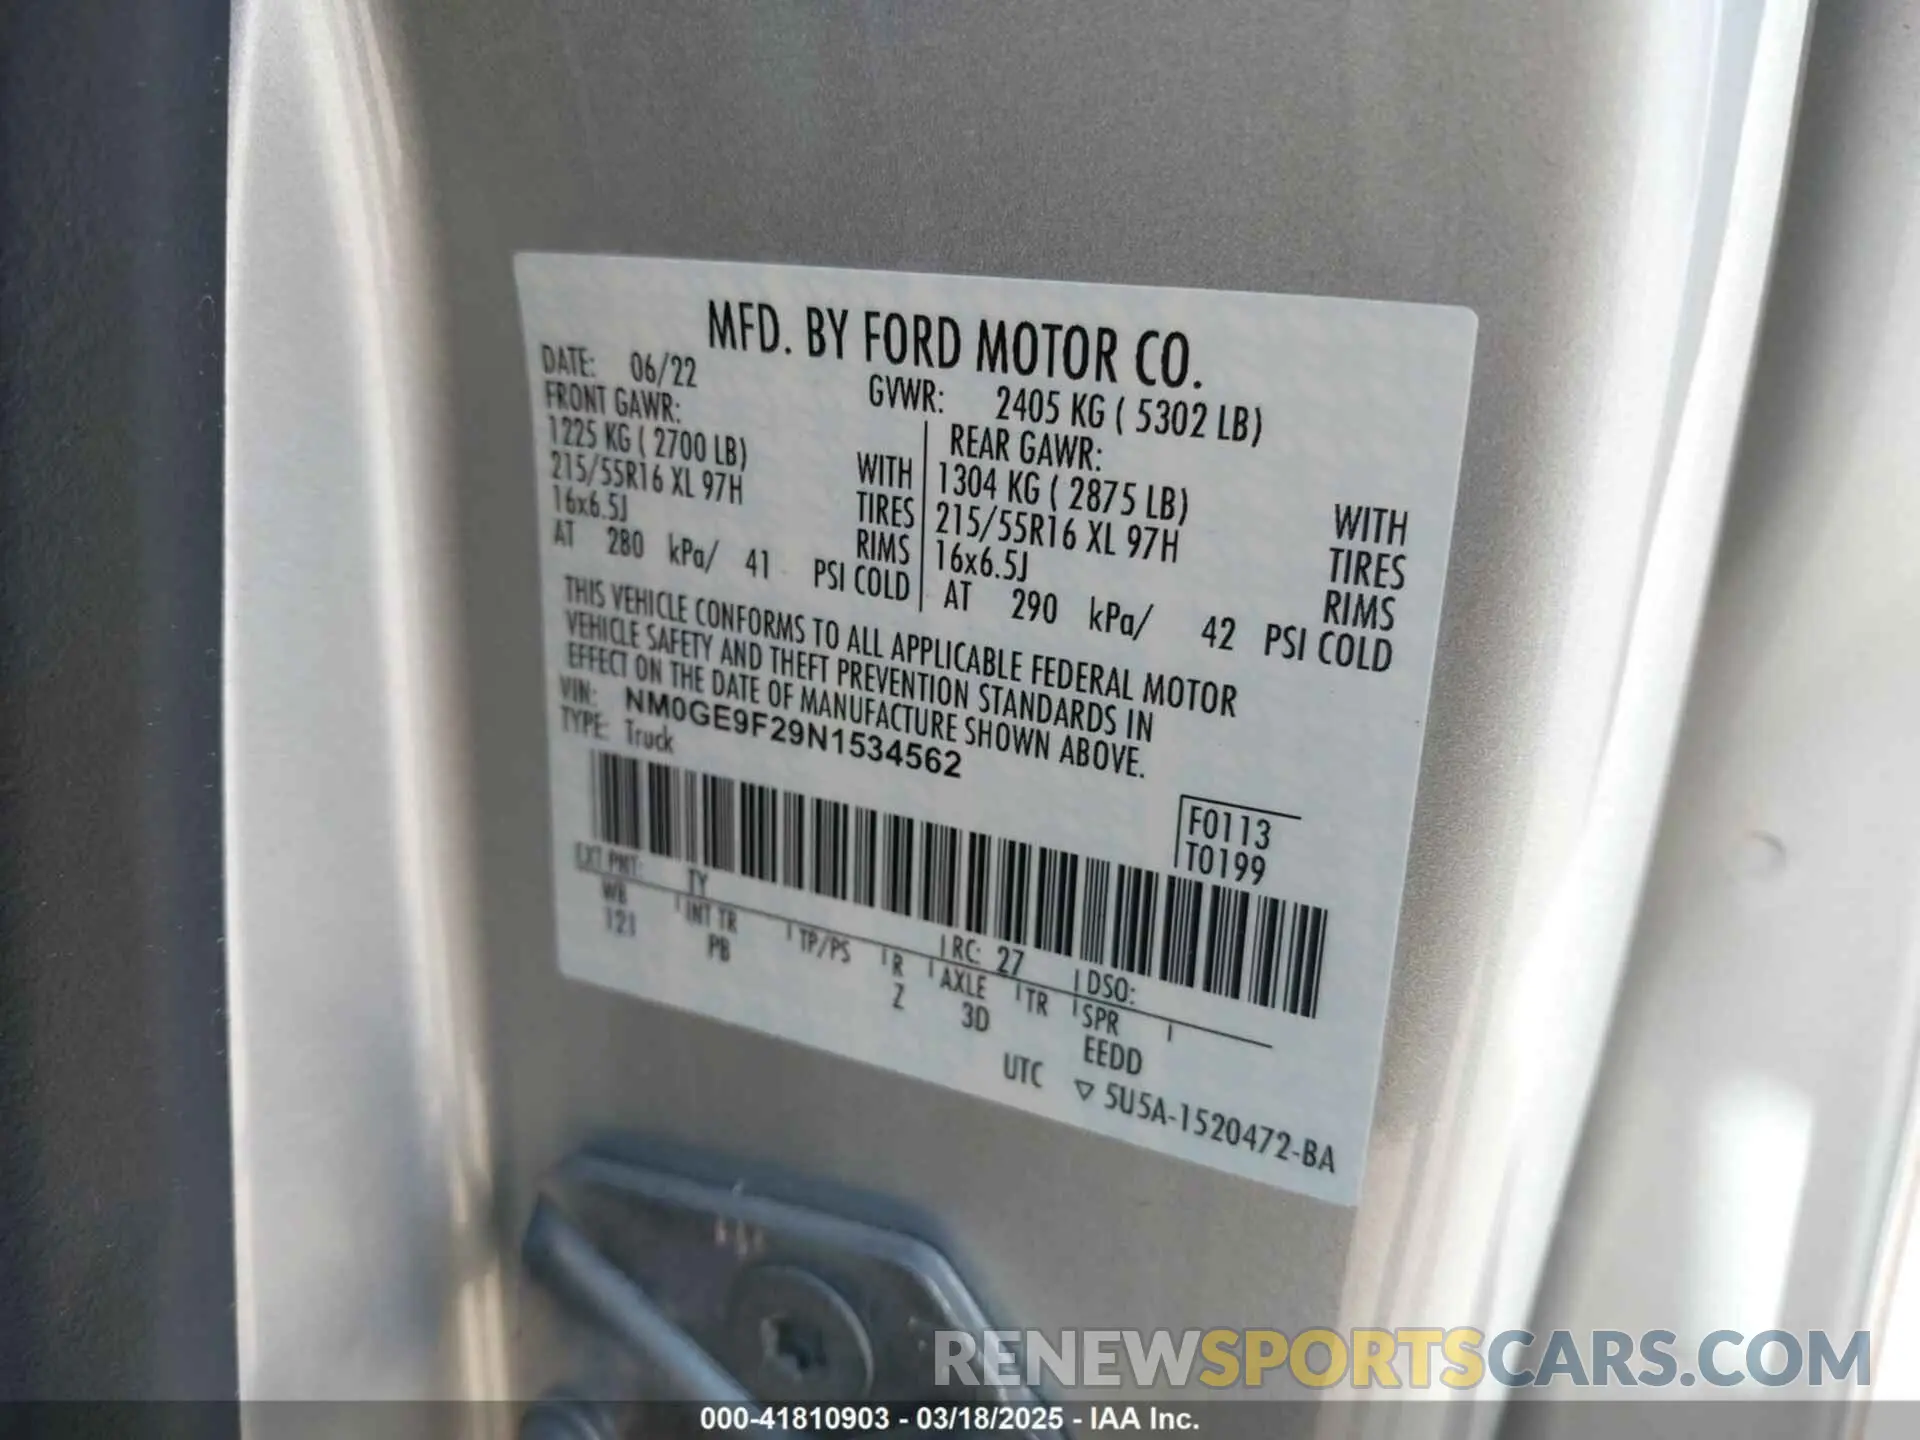 MFD. BY FORD MOTOR CO.
DATE: 06/22 GVWR: 2405 KG ( 5302 LB)
FRONT GAWR: REAR GAWR:
1225 KG ( 2700 LB) WITH 1304 KG ( 2875 LB) WITH
215/55R16 XL 97H TIRES 215/55R16 XL 97H TIRES
16x6.5J RIMS 16x6.5J RIMS
AT 280 kPa/ 41 PSI COLD AT 290 kPa/ 42 PSI COLD
THIS VEHICLE CONFORMS TO ALL APPLICABLE FEDERAL MOTOR
VEHICLE SAFETY AND THEFT PREVENTION STANDARDS IN
EFFECT ON THE DATE OF MANUFACTURE SHOWN ABOVE.
VIN: NM0GE9F29N1534562
TYPE: Truck
F0113
T0199
EXT PNT: TY RC: 27 DSO:
WB INT TR TP/PS R AXLE TR SPR
121 PB Z 3D EEDD
UTC ▽ 5U5A-1520472-BA
RENEWSPORTSCARS.COM
000-41810903 - 03/18/2025 - IAA Inc.